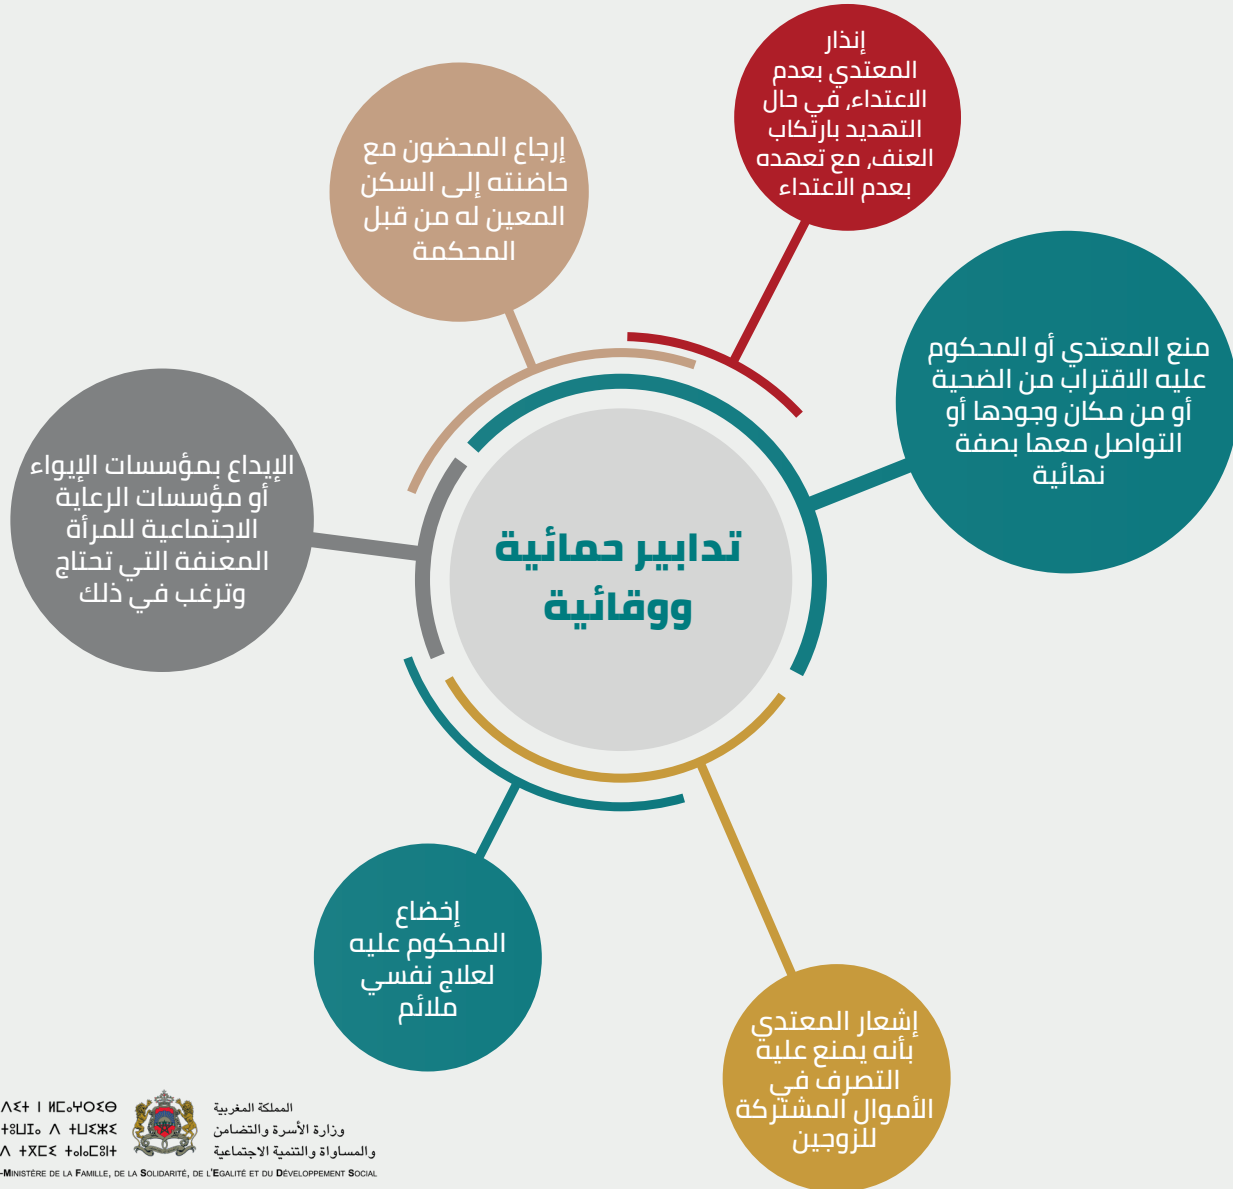 إنذار
المعتدي بعدم
الاعتداء، في حال
التهديد بارتكاب
العنف، مع تعهده
بعدم الاعتداء
إرجاع المحضون مع
حاضنته إلى السكن
المعين له من قبل
المحكمة
منع المعتدي أو المحكوم
عليه الاقتراب من الضحية
أو من مكان وجودها أو
التواصل معها بصفة
نهائية
الإيداع بمؤسسات الإيواء
أو مؤسسات الرعاية
الاجتماعية للمرأة
المعنفة التي تحتاج
وترغب في ذلك
تدابير حمائية
ووقائية
إخضاع
المحكوم عليه
لعلاج نفسي
ملائم
إشعار المعتدي
بأنه يمنع عليه
التصرف في
الأموال المشتركة
للزوجين
المملكة المغربية
وزارة الأسرة والتضامن
والمساواة والتنمية الاجتماعية
-MINISTÈRE DE LA FAMILLE, DE LA SOLIDARITÉ, DE L'EGALITÉ ET DU DÉVELOPPEMENT SOCIAL